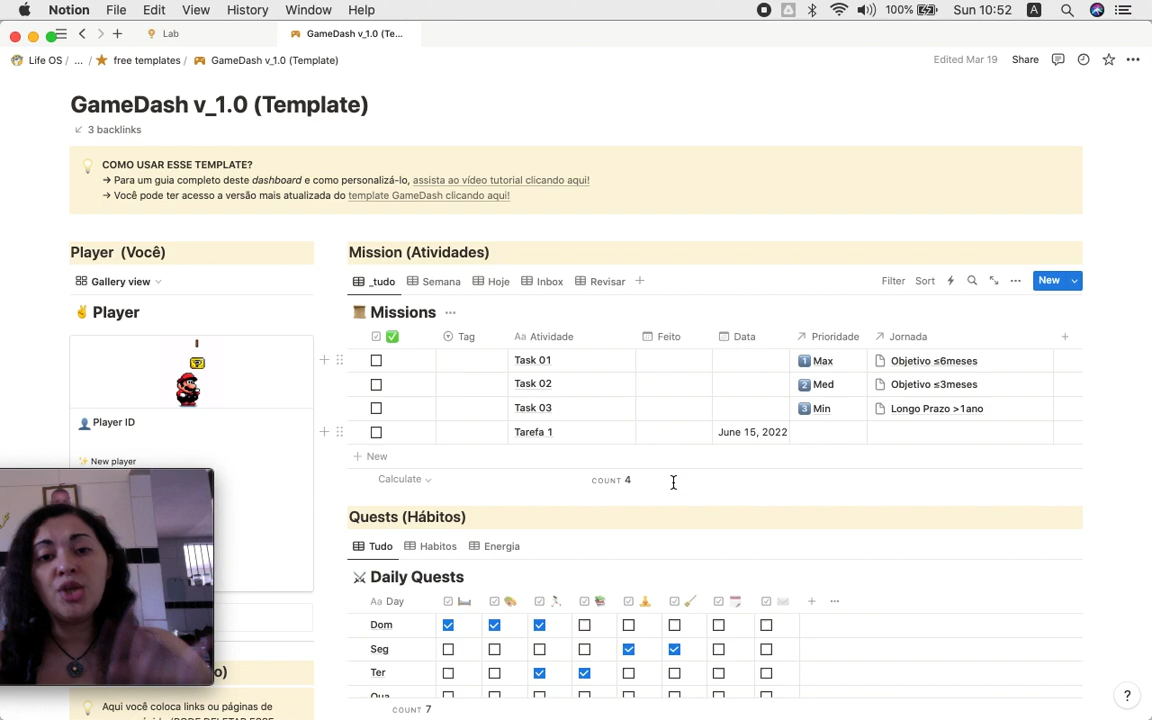 Notion File Edit View History Window Help 100% Sun 10:52 A
Lab GameDash v_1.0 (Te...
Life OS / ... / free templates / GameDash v_1.0 (Template) Edited Mar 19 Share
GameDash v_1.0 (Template)
3 backlinks
COMO USAR ESSE TEMPLATE?
→ Para um guia completo deste dashboard e como personalizá-lo, assista ao vídeo tutorial clicando aqui!
→ Você pode ter acesso a versão mais atualizada do template GameDash clicando aqui!
Player (Você)
Gallery view
Player
Player ID
New player
Mission (Atividades)
_tudo Semana Hoje Inbox Revisar + Filter Sort New
Missions
Tag Aa Atividade Feito Data Prioridade Jornada
Task 01 1 Max Objetivo ≤6meses
Task 02 2 Med Objetivo ≤3meses
Task 03 3 Min Longo Prazo >1ano
Tarefa 1 June 15, 2022
+ New
Calculate COUNT 4
Quests (Hábitos)
Tudo Habitos Energia
Daily Quests
Aa Day
Dom
Seg
Ter
Qua
COUNT 7
o)
Aqui você coloca links ou páginas de
?